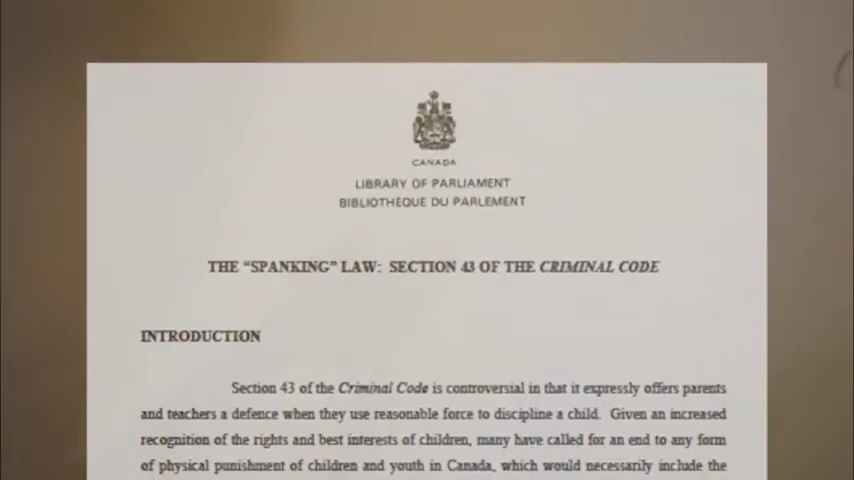 CANADA
LIBRARY OF PARLIAMENT
BIBLIOTHÈQUE DU PARLEMENT
THE “SPANKING” LAW: SECTION 43 OF THE CRIMINAL CODE
INTRODUCTION
Section 43 of the Criminal Code is controversial in that it expressly offers parents
and teachers a defence when they use reasonable force to discipline a child. Given an increased
recognition of the rights and best interests of children, many have called for an end to any form
of physical punishment of children and youth in Canada, which would necessarily include the